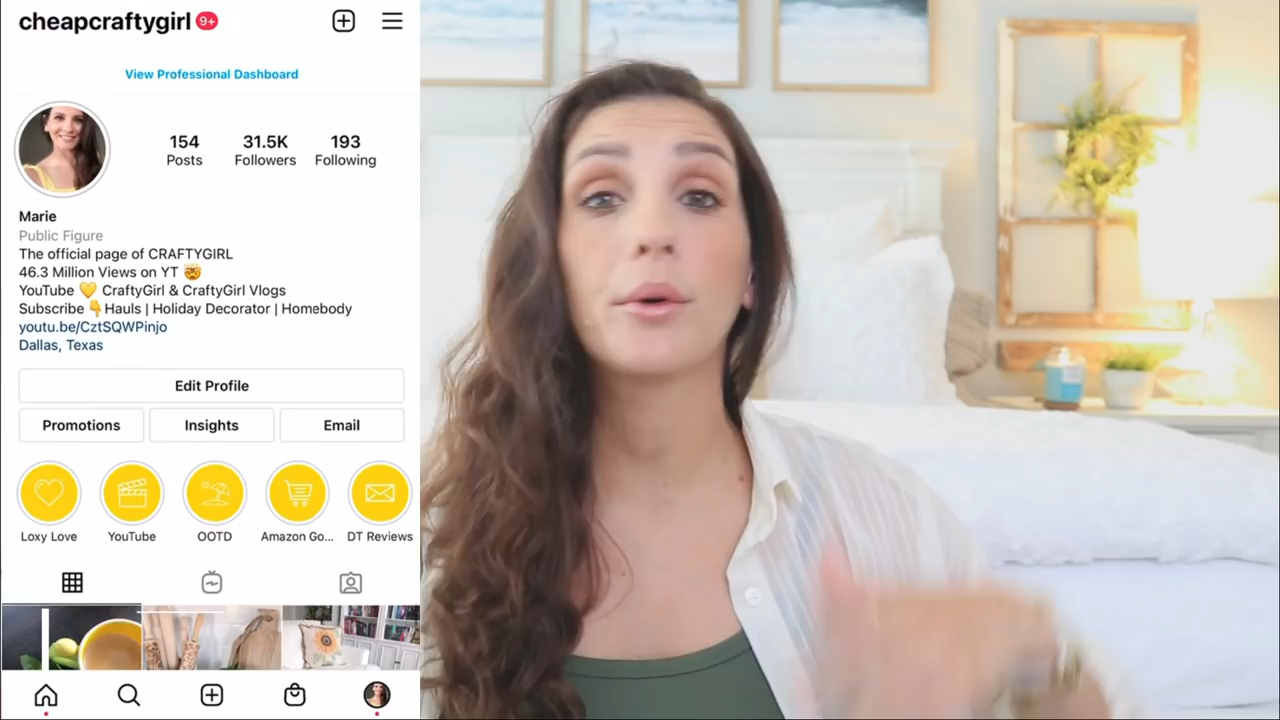 cheapcraftygirl 9+
View Professional Dashboard
154 31.5K 193
Posts Followers Following
Marie
Public Figure
The official page of CRAFTYGIRL
46.3 Million Views on YT 🤯
YouTube 💛 CraftyGirl & CraftyGirl Vlogs
Subscribe 👇 Hauls | Holiday Decorator | Homebody
youtu.be/CztSQWPinjo
Dallas, Texas
Edit Profile
Promotions Insights Email
Loxy Love YouTube OOTD Amazon Go... DT Reviews